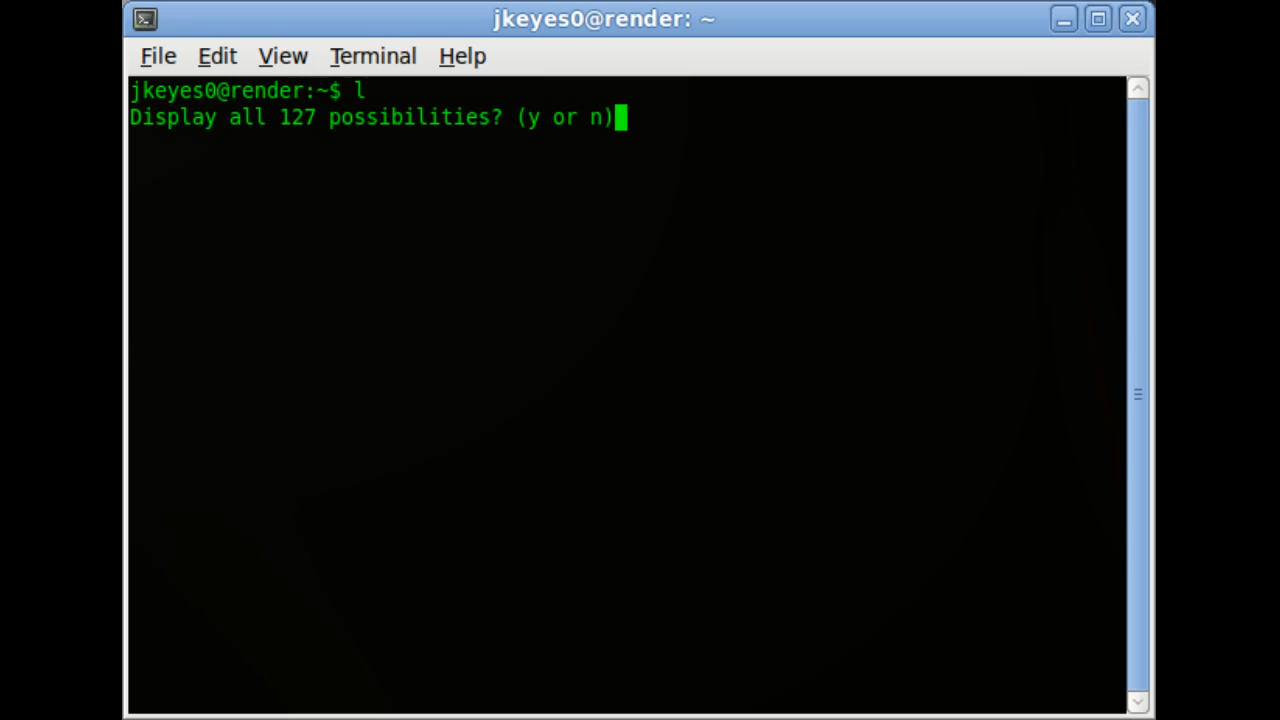 jkeyes0@render: ~
File Edit View Terminal Help
jkeyes0@render:~$ l
Display all 127 possibilities? (y or n)